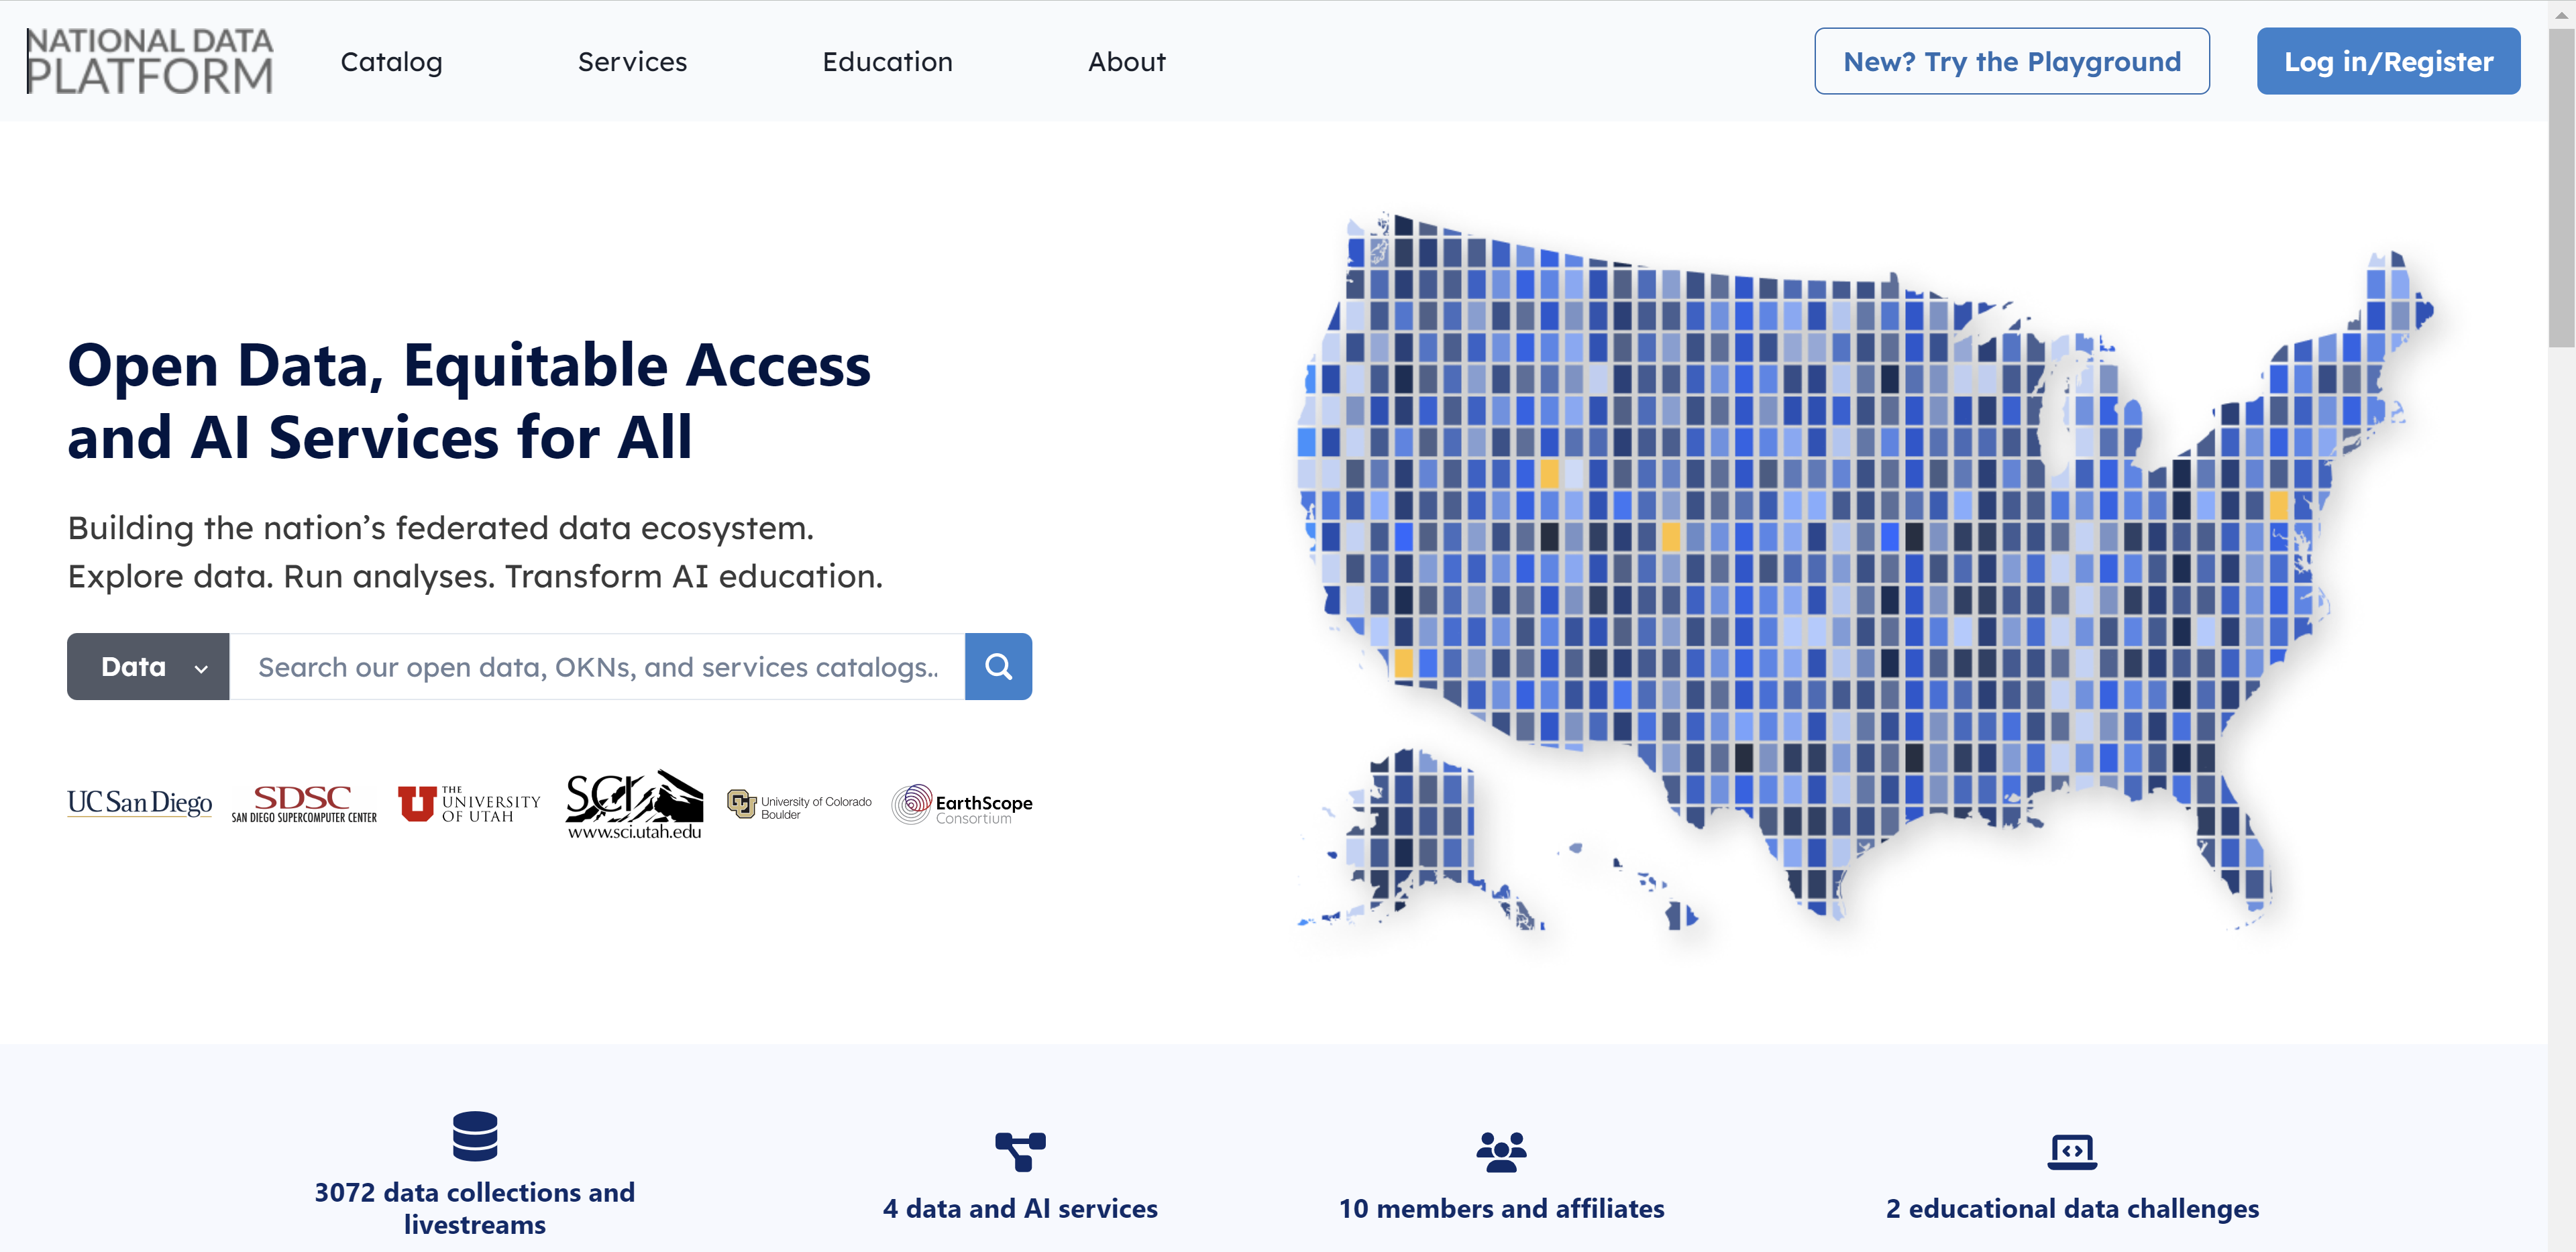 NATIONAL DATA
PLATFORM
Catalog
Services
Education
About
New? Try the Playground
Log in/Register
Open Data, Equitable Access
and AI Services for All
Building the nation’s federated data ecosystem.
Explore data. Run analyses. Transform AI education.
Data
Search our open data, OKNs, and services catalogs..
UC San Diego
SDSC
SAN DIEGO SUPERCOMPUTER CENTER
U
THE
UNIVERSITY
OF UTAH
SCI
www.sci.utah.edu
CU
University of Colorado
Boulder
EarthScope
Consortium
3072 data collections and
livestreams
4 data and AI services
10 members and affiliates
2 educational data challenges